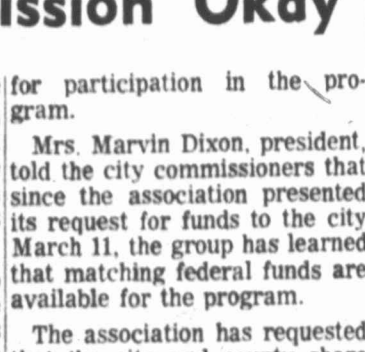 ission Okay
for participation in the pro-
gram.
Mrs. Marvin Dixon, president,
told the city commissioners that
since the association presented
its request for funds to the city
March 11, the group has learned
that matching federal funds are
available for the program.
The association has requested